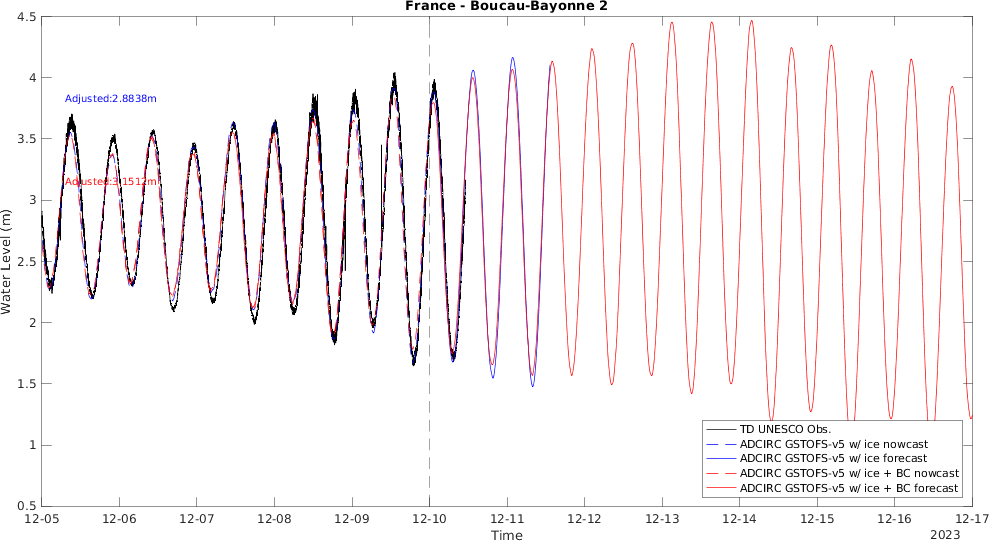 France - Boucau-Bayonne 2
4.5
4
3.5
3
2.5
2
1.5
1
0.5
Water Level (m)
Adjusted:2.8838m
Adjusted:3.1512m
TD UNESCO Obs.
ADCIRC GSTOFS-v5 w/ ice nowcast
ADCIRC GSTOFS-v5 w/ ice forecast
ADCIRC GSTOFS-v5 w/ ice + BC nowcast
ADCIRC GSTOFS-v5 w/ ice + BC forecast
12-05 12-06 12-07 12-08 12-09 12-10 12-11 12-12 12-13 12-14 12-15 12-16 12-17
Time
2023